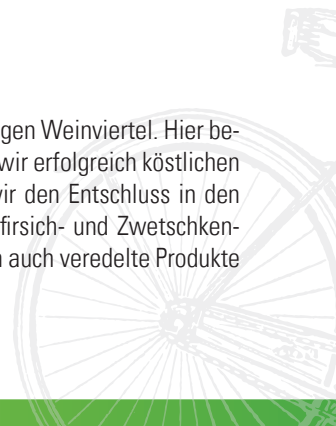 gen Weinviertel. Hier be-
wir erfolgreich köstlichen
wir den Entschluss in den
firsich- und Zwetschken-
auch veredelte Produkte